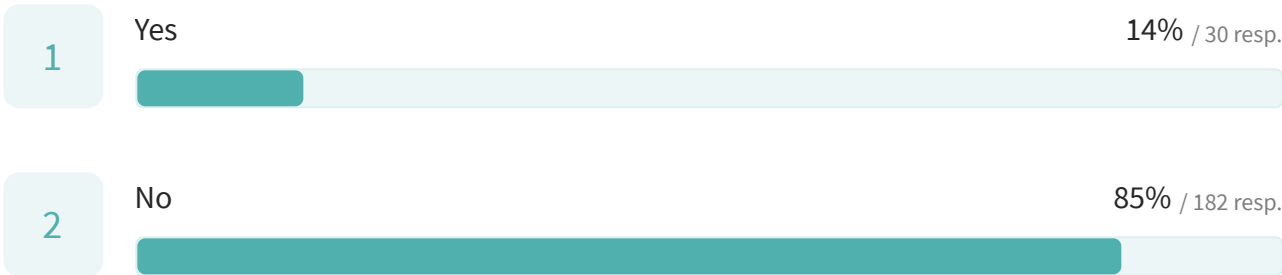 1 Yes 14% / 30 resp.
2 No 85% / 182 resp.